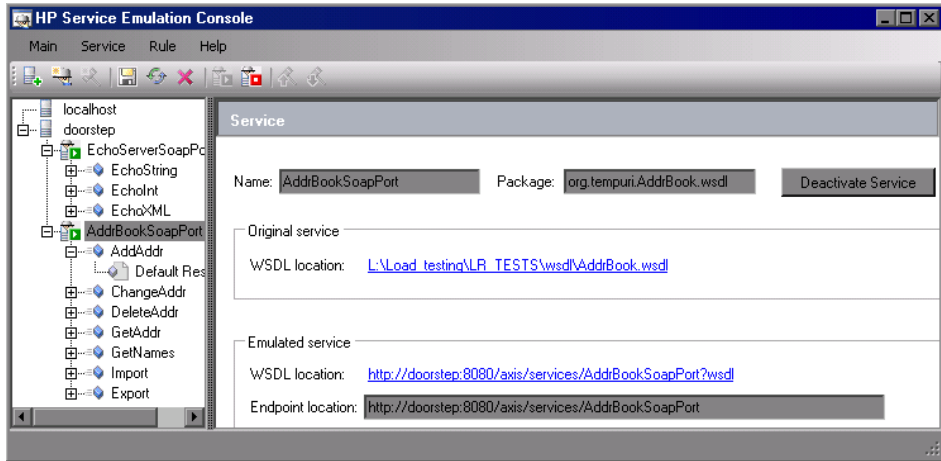 HP Service Emulation Console
Main Service Rule Help
localhost
doorstep
EchoServerSoapPo
EchoString
EchoInt
EchoXML
AddrBookSoapPort
AddAddr
Default Res
ChangeAddr
DeleteAddr
GetAddr
GetNames
Import
Export
Service
Name: AddrBookSoapPort Package: org.tempuri.AddrBook.wsdl Deactivate Service
Original service
WSDL location: L:\Load_testing\LR_TESTS\wsdl\AddrBook.wsdl
Emulated service
WSDL location: http://doorstep:8080/axis/services/AddrBookSoapPort?wsdl
Endpoint location: http://doorstep:8080/axis/services/AddrBookSoapPort